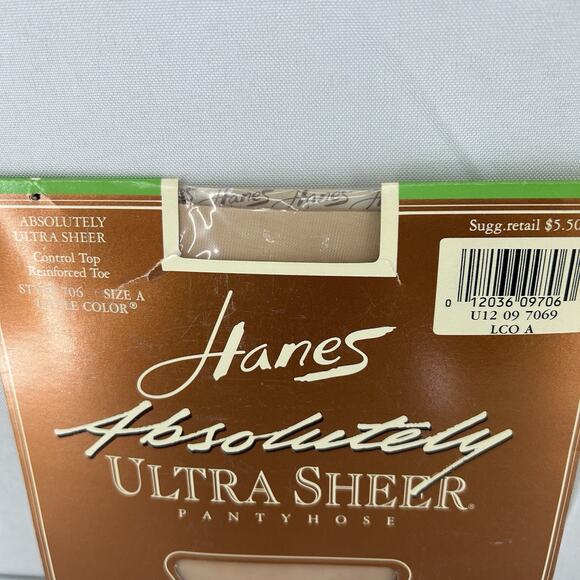 Hanes Hanes
ABSOLUTELY
ULTRA SHEER
Control Top
Reinforced Toe
706 SIZE A
COLOR®
Sugg.retail $5.50
0 12036 09706
U12 09 7069
LCO A
Hanes
Absolutely
ULTRA SHEER®
PANTYHOSE